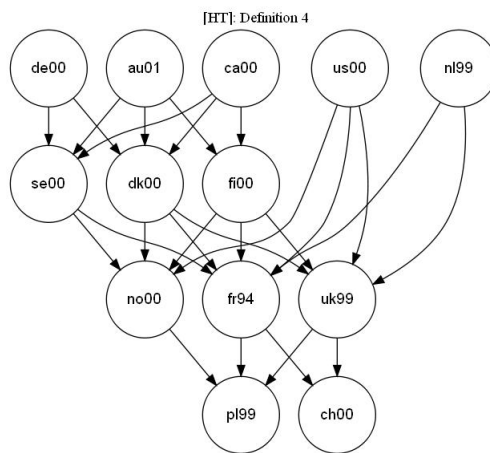 [HT]: Definition 4
de00 au01 ca00 us00 nl99
se00 dk00 fi00
no00 fr94 uk99
pl99 ch00